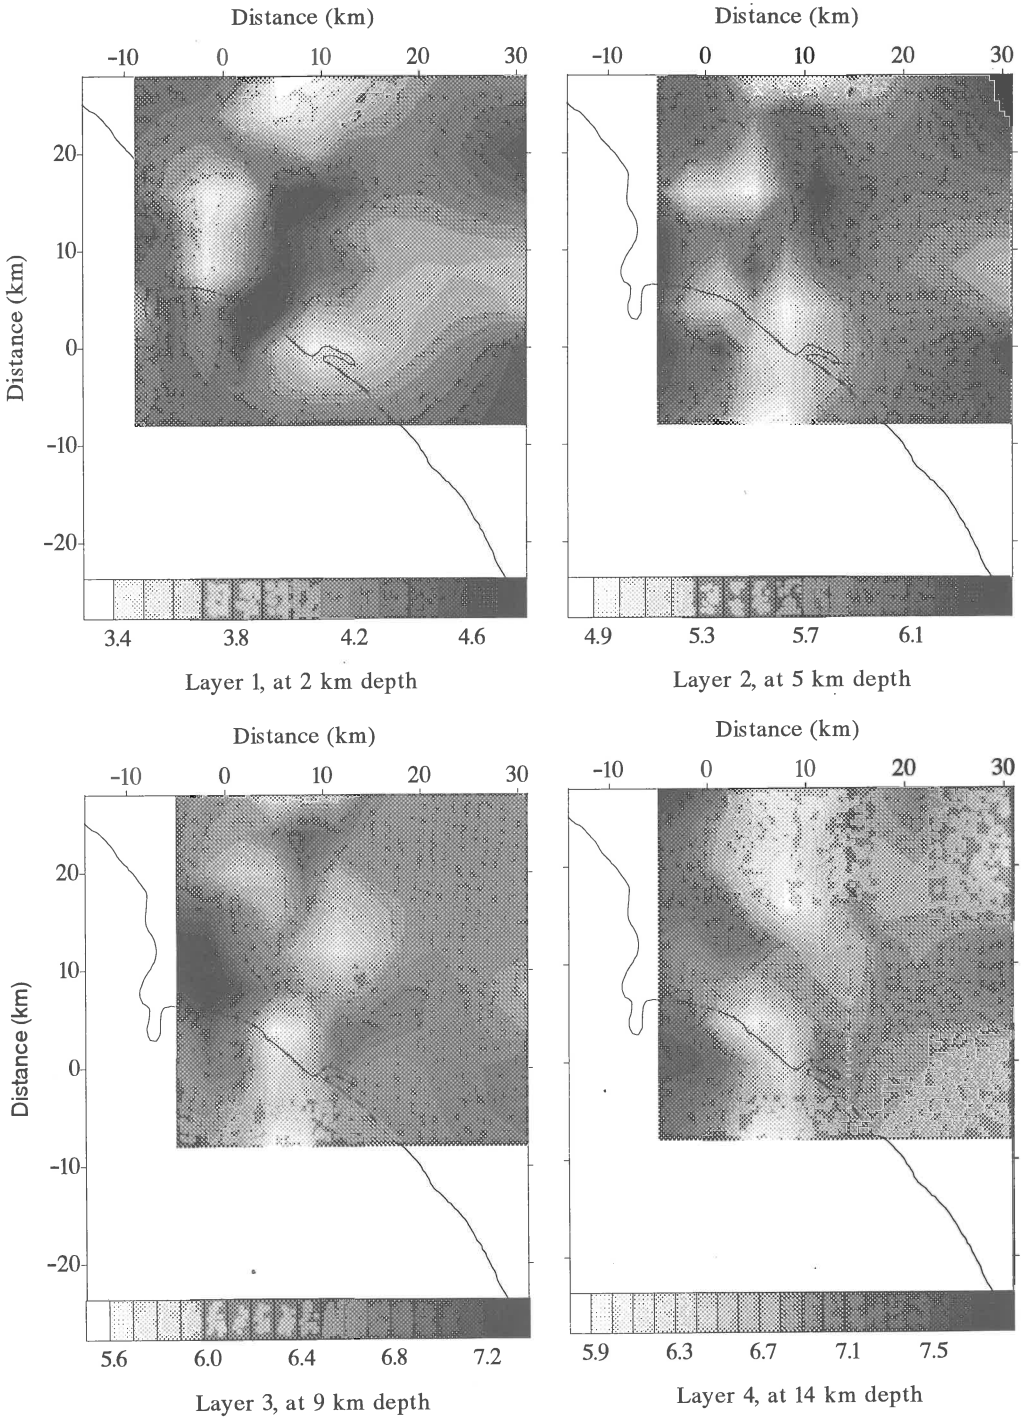 Distance (km)
-10 0 10 20 30
Distance (km)
20
10
0
-10
-20
3.4 3.8 4.2 4.6
Layer 1, at 2 km depth
Distance (km)
-10 0 10 20 30
4.9 5.3 5.7 6.1
Layer 2, at 5 km depth
Distance (km)
-10 0 10 20 30
Distance (km)
20
10
0
-10
-20
5.6 6.0 6.4 6.8 7.2
Layer 3, at 9 km depth
Distance (km)
-10 0 10 20 30
5.9 6.3 6.7 7.1 7.5
Layer 4, at 14 km depth